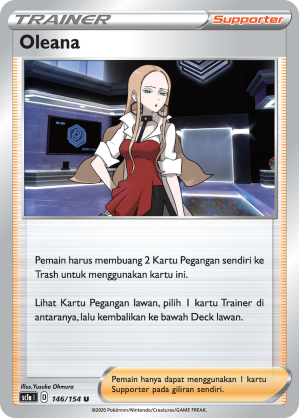 TRAINER
Supporter
Oleana
Pemain harus membuang 2 Kartu Pegangan sendiri ke
Trash untuk menggunakan kartu ini.
Lihat Kartu Pegangan lawan, pilih 1 kartu Trainer di
antaranya, lalu kembalikan ke bawah Deck lawan.
Illus. Yusuke Ohmura
sc1a I D 146/154 U
Pemain hanya dapat menggunakan 1 kartu
Supporter pada giliran sendiri.
©2020 Pokémon/Nintendo/Creatures/GAME FREAK.